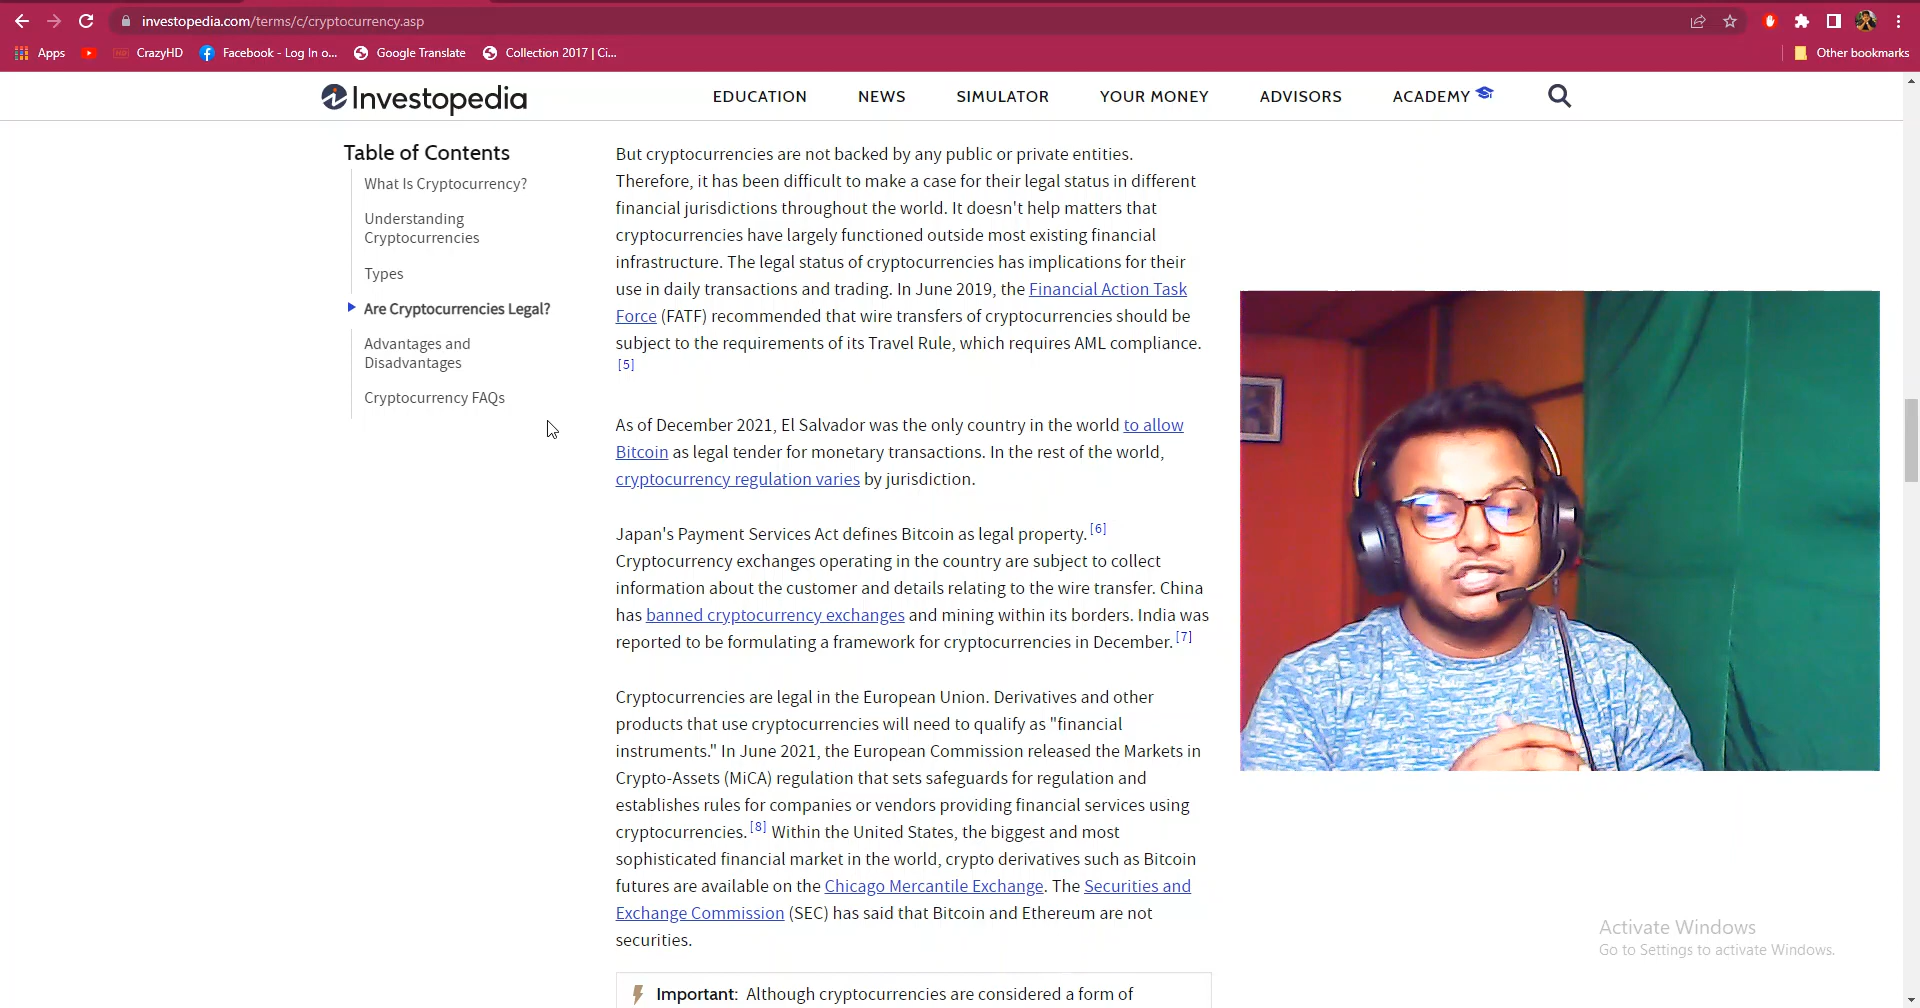 investopedia.com/terms/c/cryptocurrency.asp
Apps
CrazyHD
Facebook - Log In o...
Google Translate
Collection 2017 | Ci...
Other bookmarks
Investopedia
EDUCATION
NEWS
SIMULATOR
YOUR MONEY
ADVISORS
ACADEMY
Table of Contents
What Is Cryptocurrency?
Understanding
Cryptocurrencies
Types
Are Cryptocurrencies Legal?
Advantages and
Disadvantages
Cryptocurrency FAQs
But cryptocurrencies are not backed by any public or private entities.
Therefore, it has been difficult to make a case for their legal status in different
financial jurisdictions throughout the world. It doesn't help matters that
cryptocurrencies have largely functioned outside most existing financial
infrastructure. The legal status of cryptocurrencies has implications for their
use in daily transactions and trading. In June 2019, the Financial Action Task
Force (FATF) recommended that wire transfers of cryptocurrencies should be
subject to the requirements of its Travel Rule, which requires AML compliance.
[5]
As of December 2021, El Salvador was the only country in the world to allow
Bitcoin as legal tender for monetary transactions. In the rest of the world,
cryptocurrency regulation varies by jurisdiction.
Japan's Payment Services Act defines Bitcoin as legal property. [6]
Cryptocurrency exchanges operating in the country are subject to collect
information about the customer and details relating to the wire transfer. China
has banned cryptocurrency exchanges and mining within its borders. India was
reported to be formulating a framework for cryptocurrencies in December. [7]
Cryptocurrencies are legal in the European Union. Derivatives and other
products that use cryptocurrencies will need to qualify as "financial
instruments." In June 2021, the European Commission released the Markets in
Crypto-Assets (MiCA) regulation that sets safeguards for regulation and
establishes rules for companies or vendors providing financial services using
cryptocurrencies. [8] Within the United States, the biggest and most
sophisticated financial market in the world, crypto derivatives such as Bitcoin
futures are available on the Chicago Mercantile Exchange. The Securities and
Exchange Commission (SEC) has said that Bitcoin and Ethereum are not
securities.
Important: Although cryptocurrencies are considered a form of
Activate Windows
Go to Settings to activate Windows.